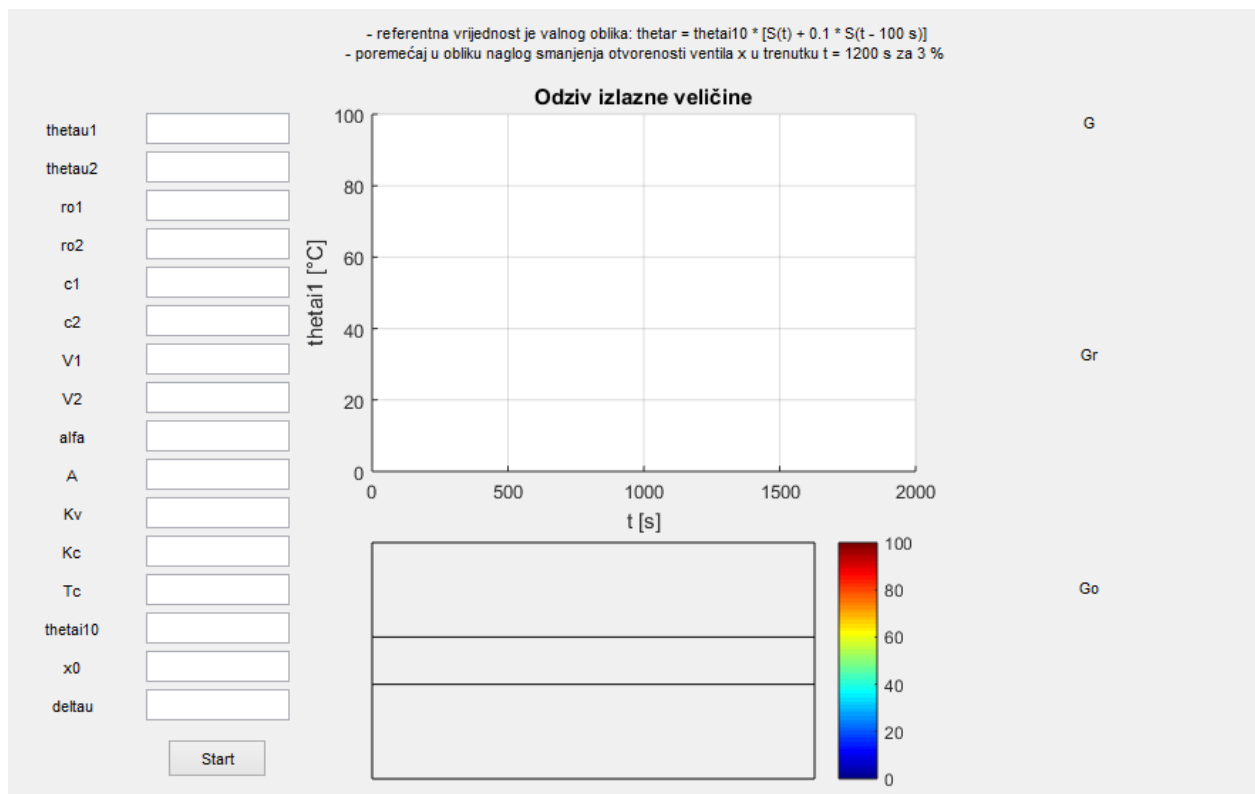 - referentna vrijednost je valnog oblika: thetar = thetai10 * [S(t) + 0.1 * S(t - 100 s)]
- poremećaj u obliku naglog smanjenja otvorenosti ventila x u trenutku t = 1200 s za 3 %
thetau1
thetau2
ro1
ro2
c1
c2
V1
V2
alfa
A
Kv
Kc
Tc
thetai10
x0
deltau
Start
Odziv izlazne veličine
thetai1 [°C]
100
80
60
40
20
0
0 500 1000 1500 2000
t [s]
100
80
60
40
20
0
G
Gr
Go